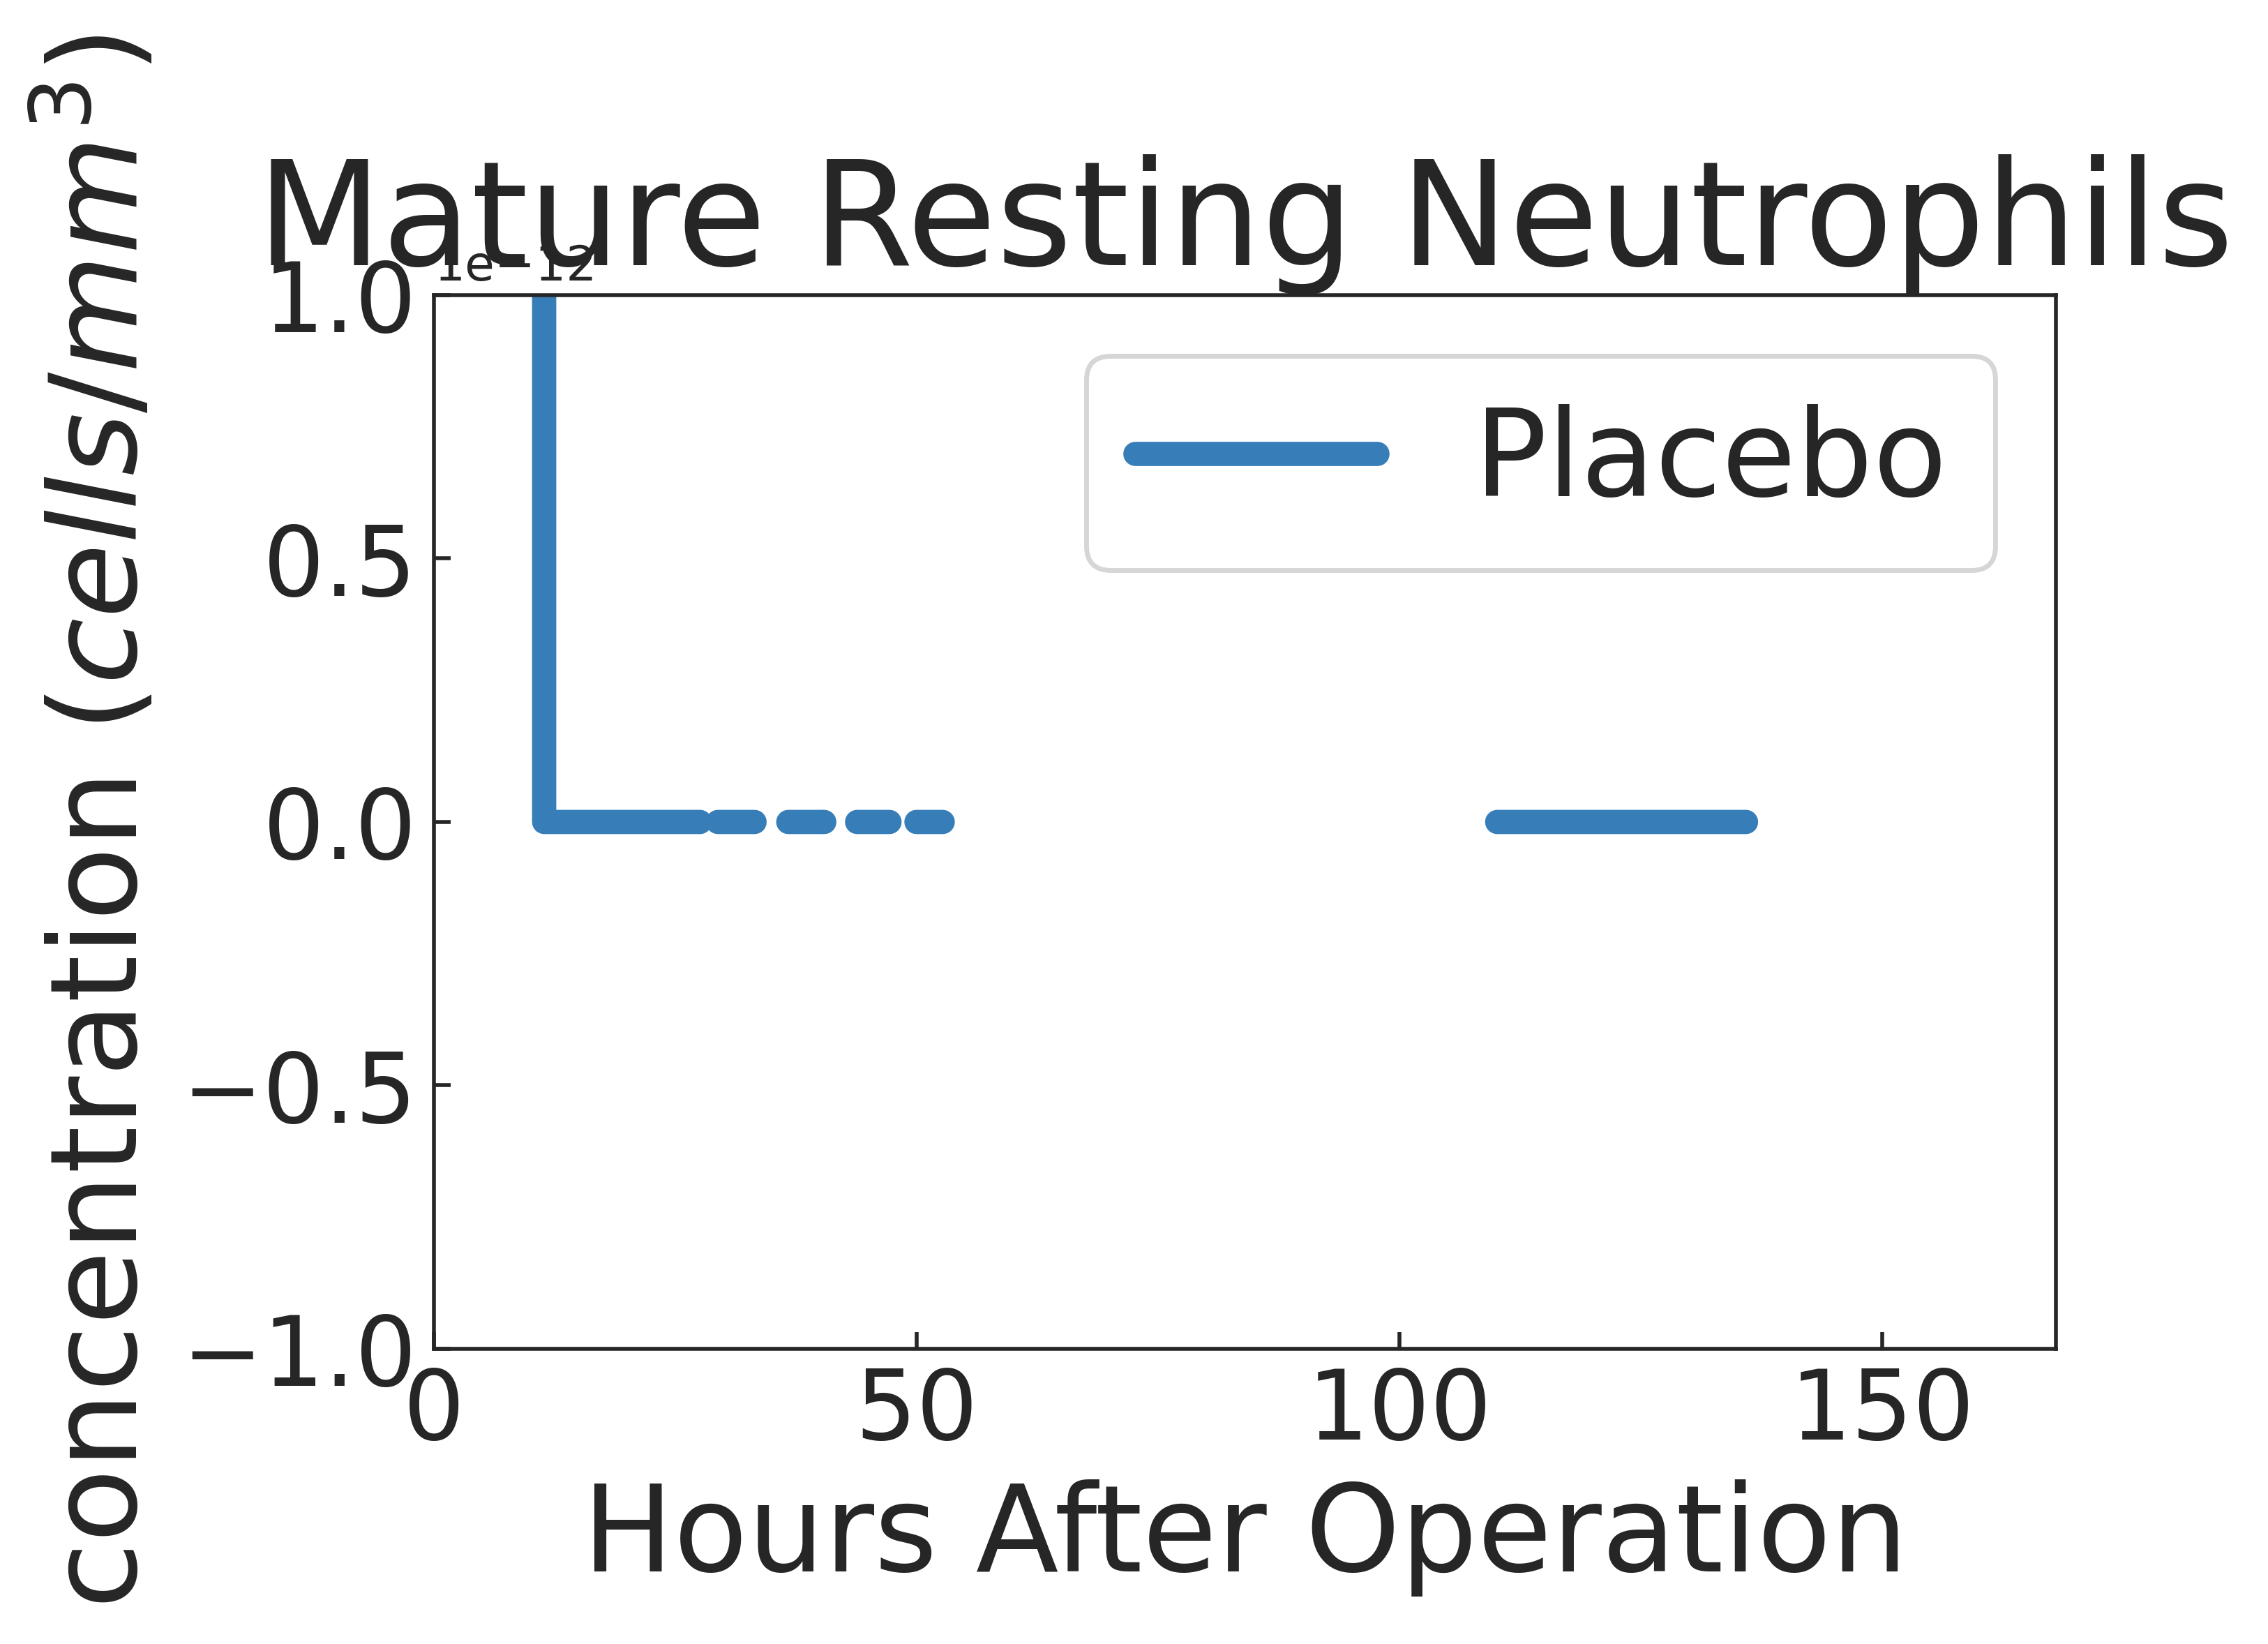 Mature Resting Neutrophils
1e−12
concentration (cells/mm³)
1.0
0.5
0.0
−0.5
−1.0
Placebo
0 50 100 150
Hours After Operation